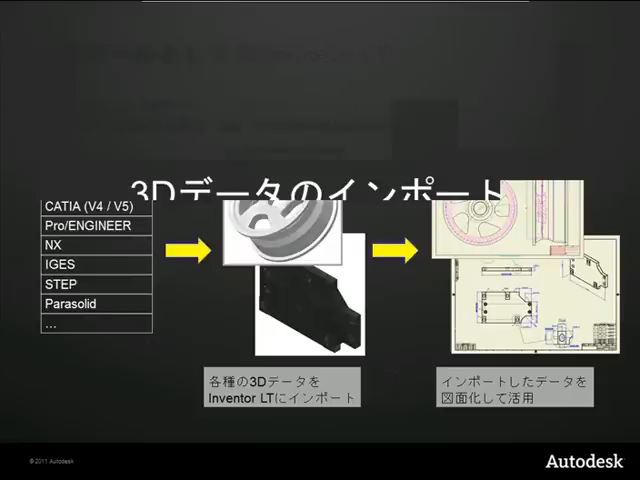 3Dデータのインポート
CATIA (V4 / V5)
Pro/ENGINEER
NX
IGES
STEP
Parasolid
...
各種の3Dデータを
Inventor LTにインポート
インポートしたデータを
図面化して活用
© 2011 Autodesk
Autodesk